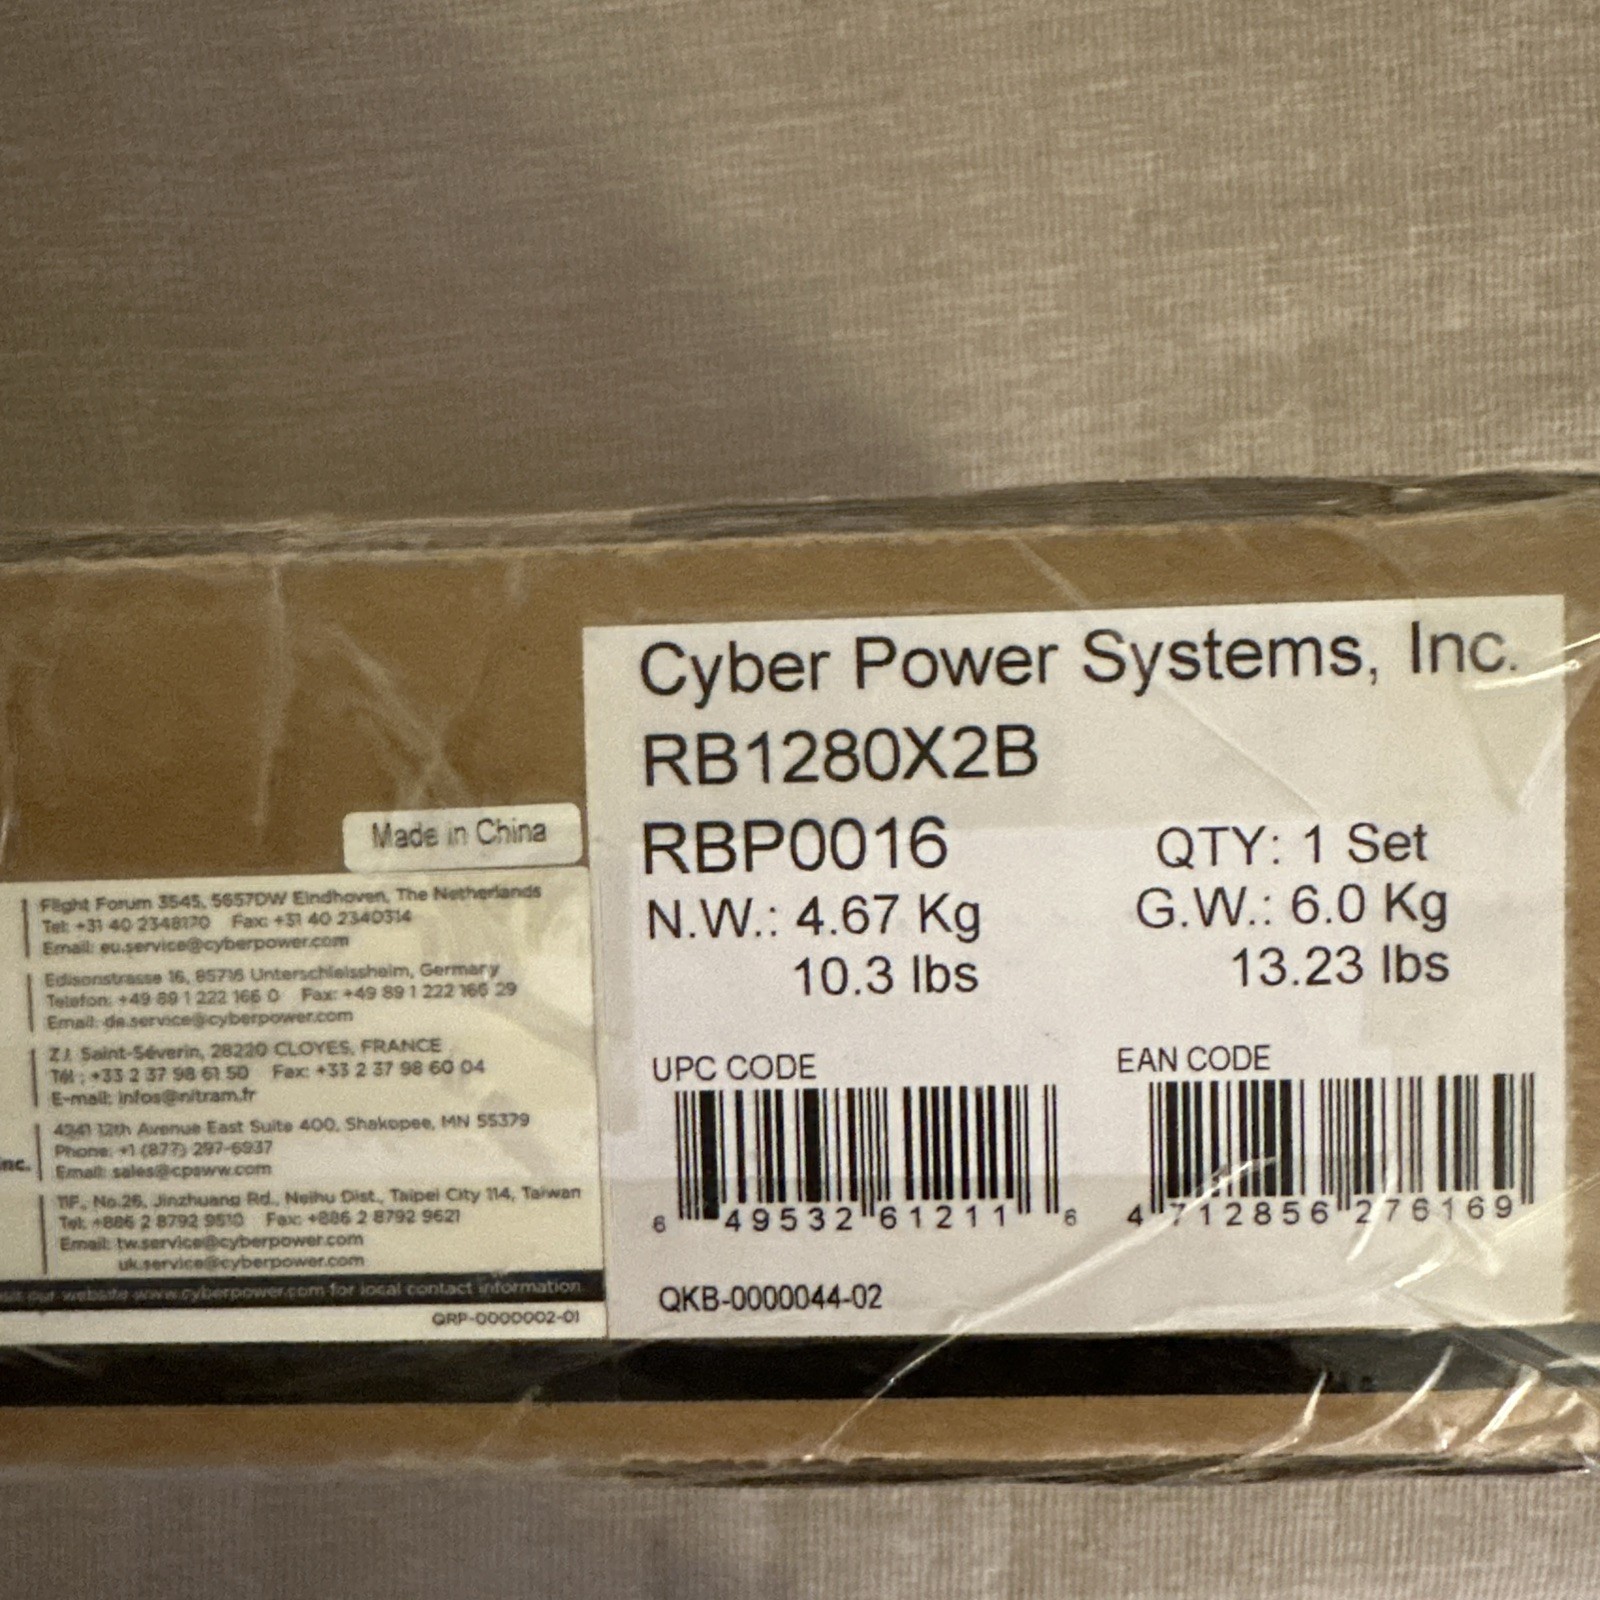 Made in China
Flight Forum 3545, 5657DW Eindhoven, The Netherlands
Tel: +31 40 2348170 Fax: +31 40 2340314
Email: eu.service@cyberpower.com
Edisonstrasse 16, 85716 Unterschleissheim, Germany
Telefon: +49 89 1 222 166 0 Fax: +49 89 1 222 166 29
Email: de.service@cyberpower.com
Z.I. Saint-Séverin, 28220 CLOYES, FRANCE
Tél : +33 2 37 98 61 50 Fax: +33 2 37 98 60 04
E-mail: infos@nitram.fr
4241 12th Avenue East Suite 400, Shakopee, MN 55379
Phone: +1 (877) 297-6937
Inc.
Email: sales@cpsww.com
11F., No.26, Jinzhuang Rd., Neihu Dist., Taipei City 114, Taiwan
Tel: +886 2 8792 9510 Fax: +886 2 8792 9621
Email: tw.service@cyberpower.com
uk.service@cyberpower.com
our website www.cyberpower.com for local contact information
QRP-0000002-01
Cyber Power Systems, Inc.
RB1280X2B
RBP0016
QTY: 1 Set
N.W.: 4.67 Kg
G.W.: 6.0 Kg
10.3 lbs
13.23 lbs
UPC CODE
EAN CODE
6 49532 61211 6
4 712856 276169
QKB-0000044-02